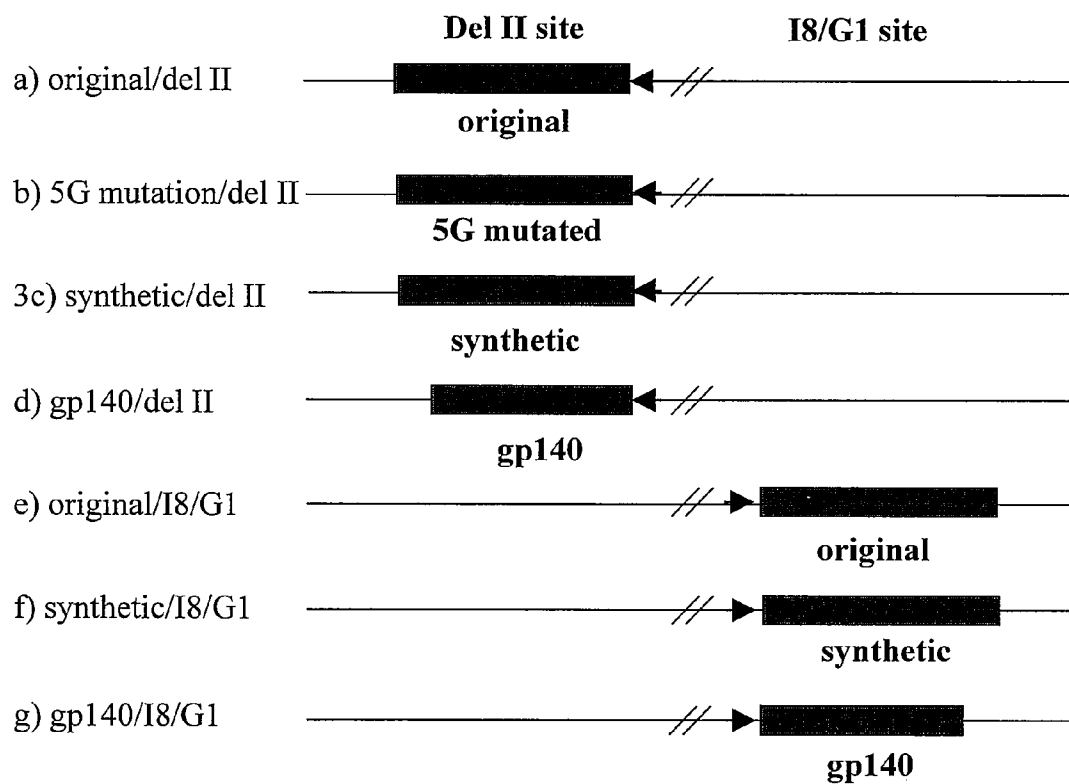 Del II site I8/G1 site
a) original/del II
original
b) 5G mutation/del II
5G mutated
3c) synthetic/del II
synthetic
d) gp140/del II
gp140
e) original/I8/G1
original
f) synthetic/I8/G1
synthetic
g) gp140/I8/G1
gp140